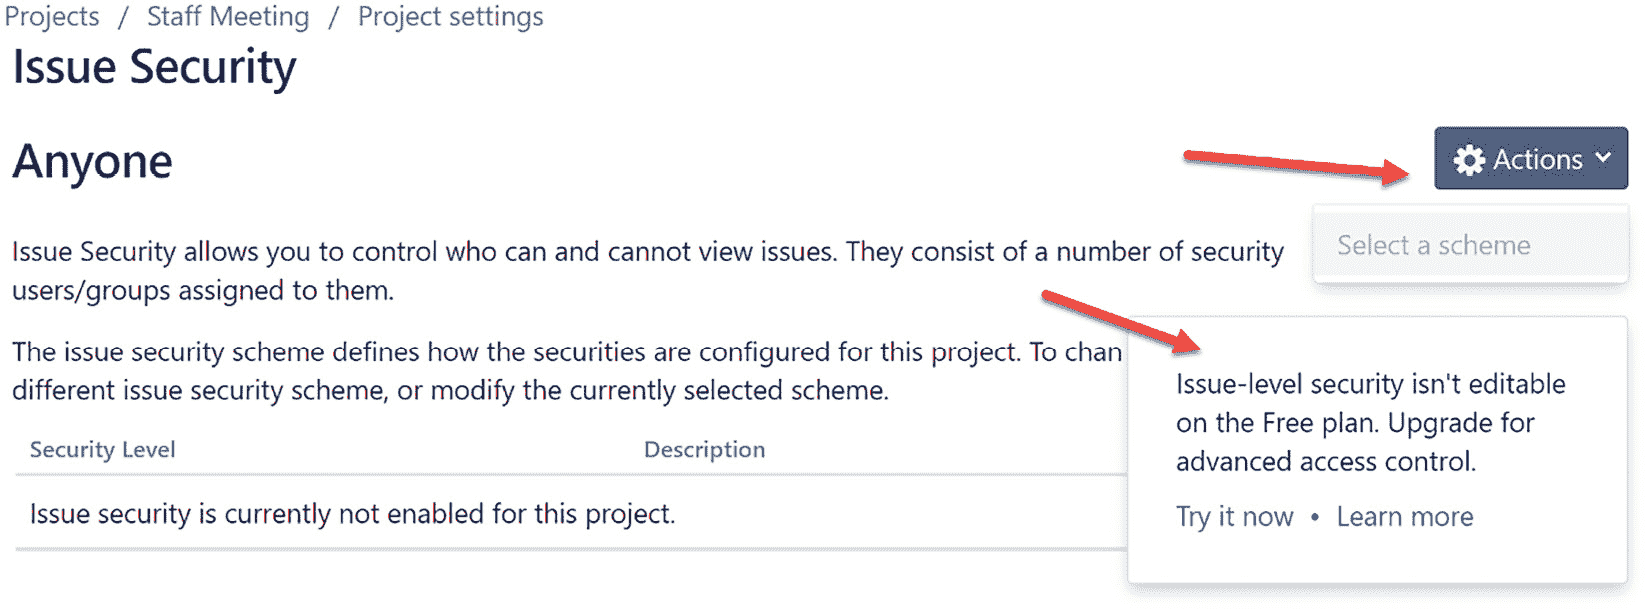 Projects / Staff Meeting / Project settings
Issue Security
Anyone
Actions
Select a scheme
Issue Security allows you to control who can and cannot view issues. They consist of a number of security
users/groups assigned to them.
The issue security scheme defines how the securities are configured for this project. To chan
different issue security scheme, or modify the currently selected scheme.
Issue-level security isn't editable
on the Free plan. Upgrade for
advanced access control.
Try it now • Learn more
Security Level Description
Issue security is currently not enabled for this project.